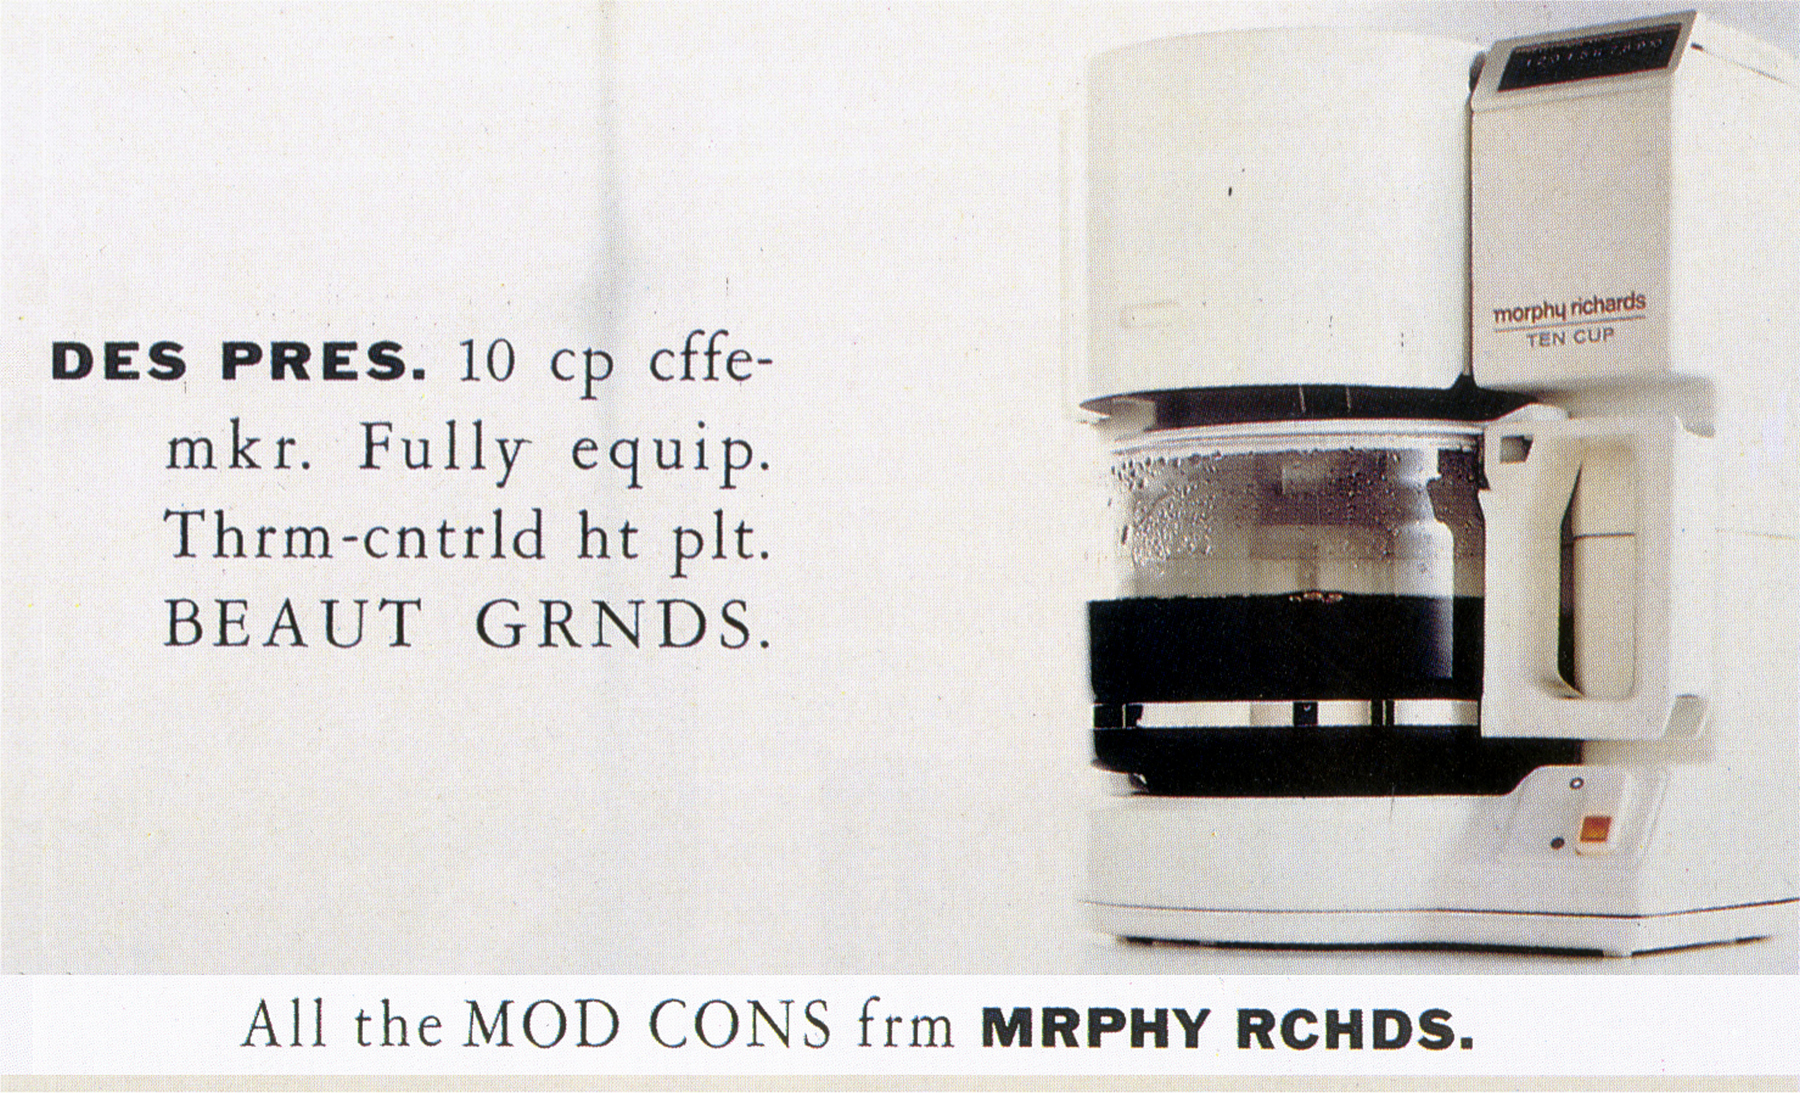 morphy richards
TEN CUP
DES PRES. 10 cp cffe-
mkr. Fully equip.
Thrm-cntrld ht plt.
BEAUT GRNDS.
All the MOD CONS frm MRPHY RCHDS.